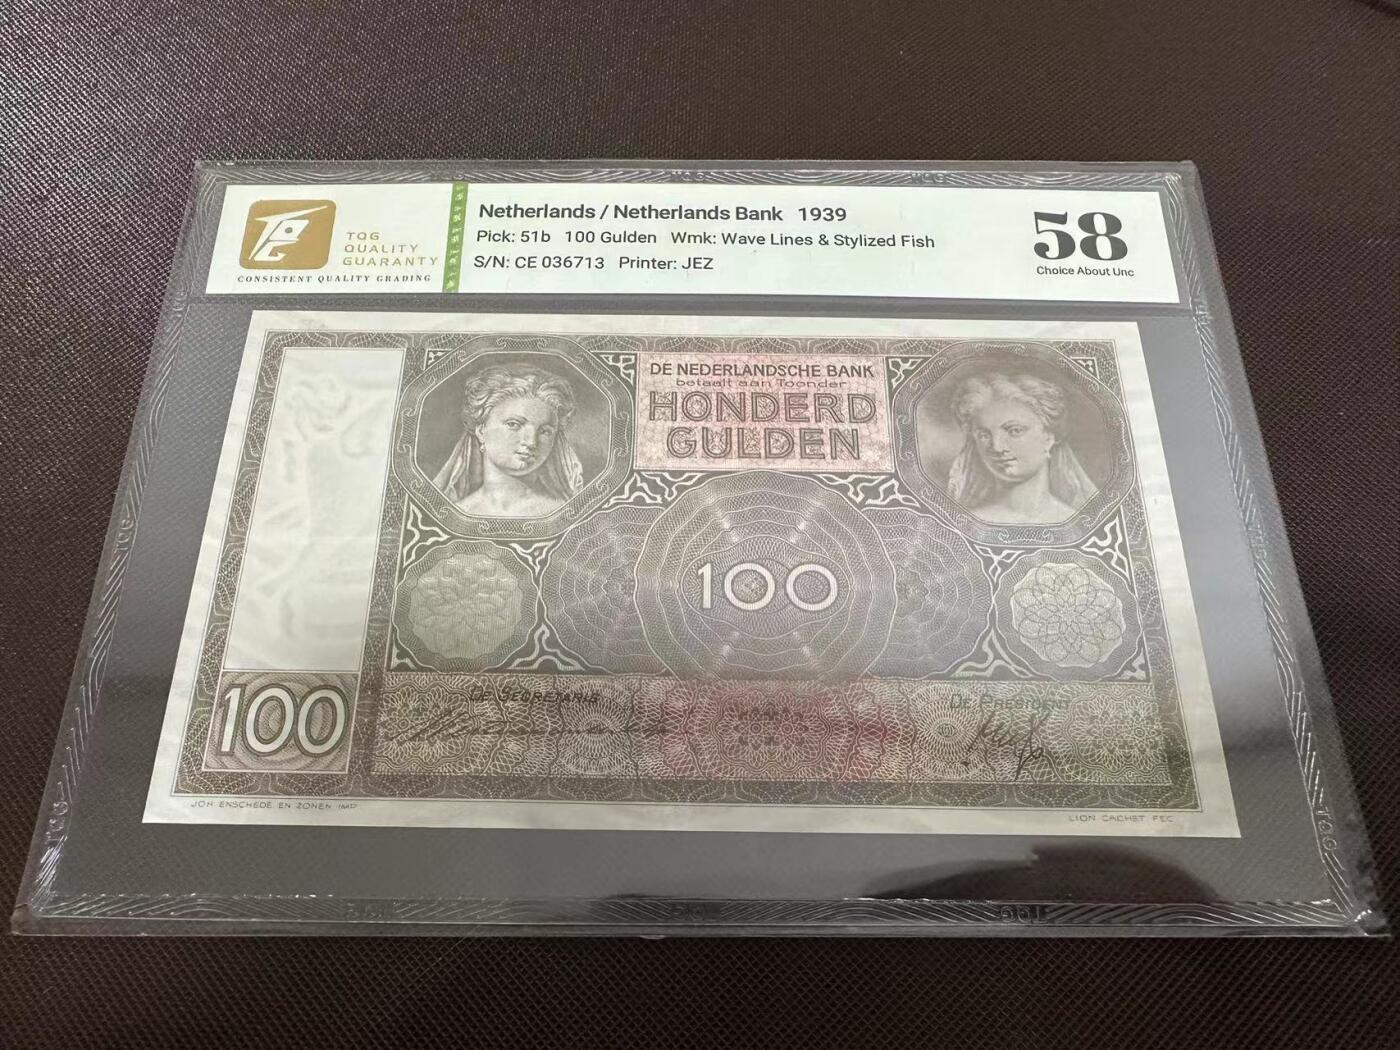 TQG
QUALITY
GUARANTY
CONSISTENT QUALITY GRADING
Netherlands / Netherlands Bank 1939
Pick: 51b 100 Gulden Wmk: Wave Lines & Stylized Fish
S/N: CE 036713 Printer: JEZ
58
Choice About Unc
DE NEDERLANDSCHE BANK
betaalt aan Toonder
HONDERD
GULDEN
100
DE SECRETARIS
DE PRESIDENT
100
JOH. ENSCHEDÉ EN ZONEN IMP.
LION CACHET FEC.